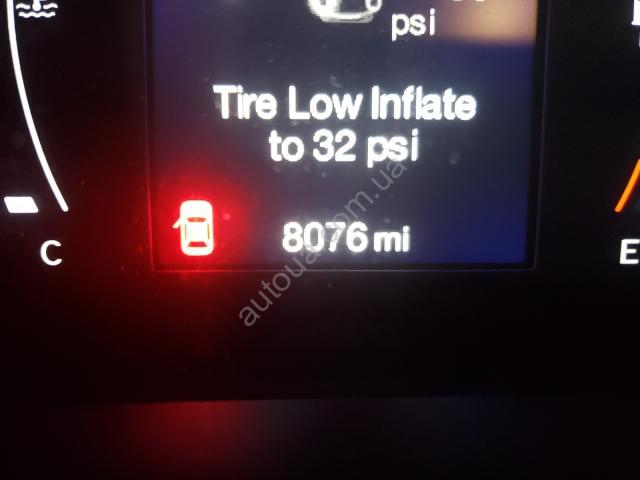 psi
Tire Low Inflate
to 32 psi
8076 mi
C
E
autoua.com.ua